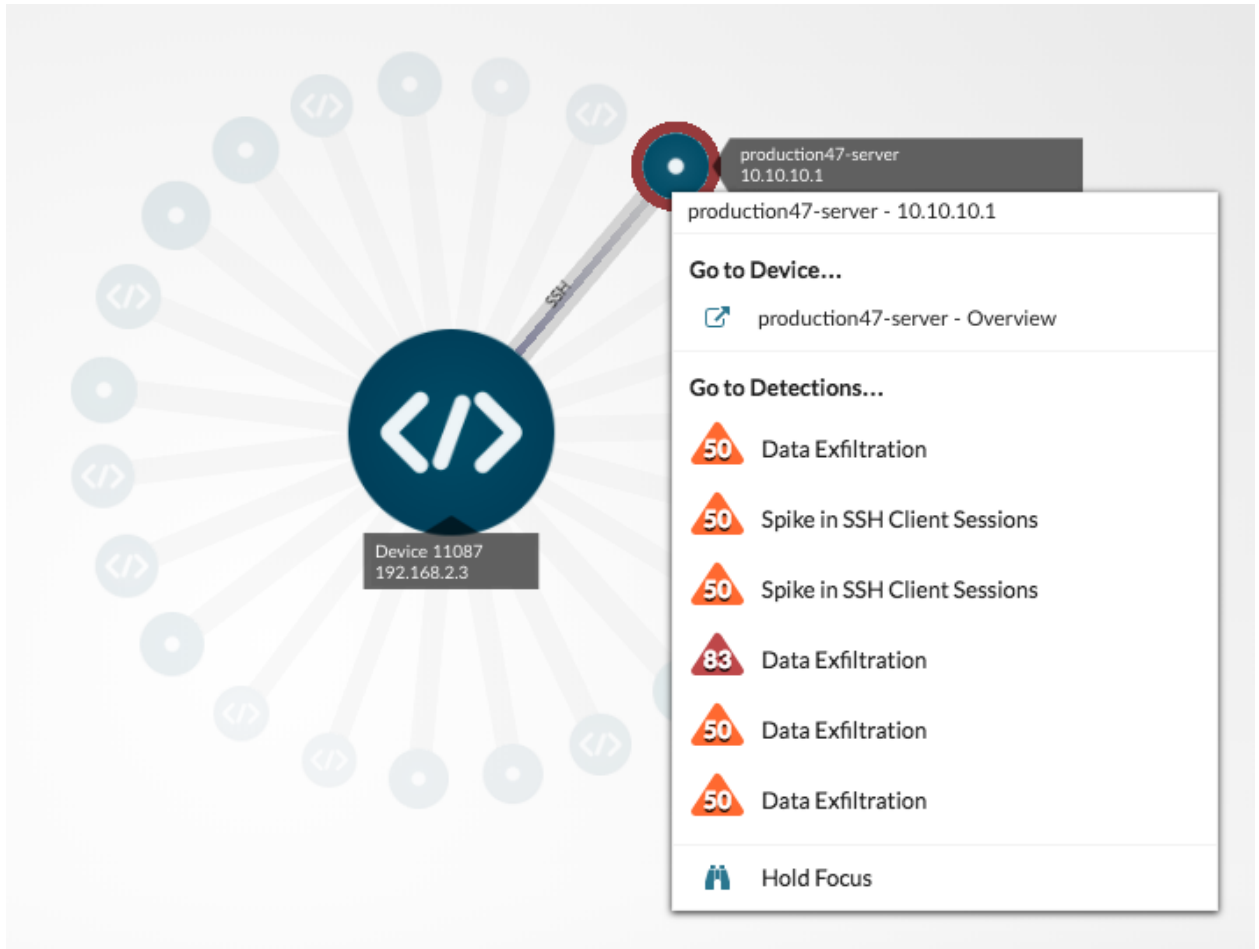 production47-server
10.10.10.1
production47-server - 10.10.10.1
Go to Device...
production47-server - Overview
SSH
Go to Detections...
50 Data Exfiltration
50 Spike in SSH Client Sessions
50 Spike in SSH Client Sessions
83 Data Exfiltration
50 Data Exfiltration
50 Data Exfiltration
Hold Focus
Device 11087
192.168.2.3